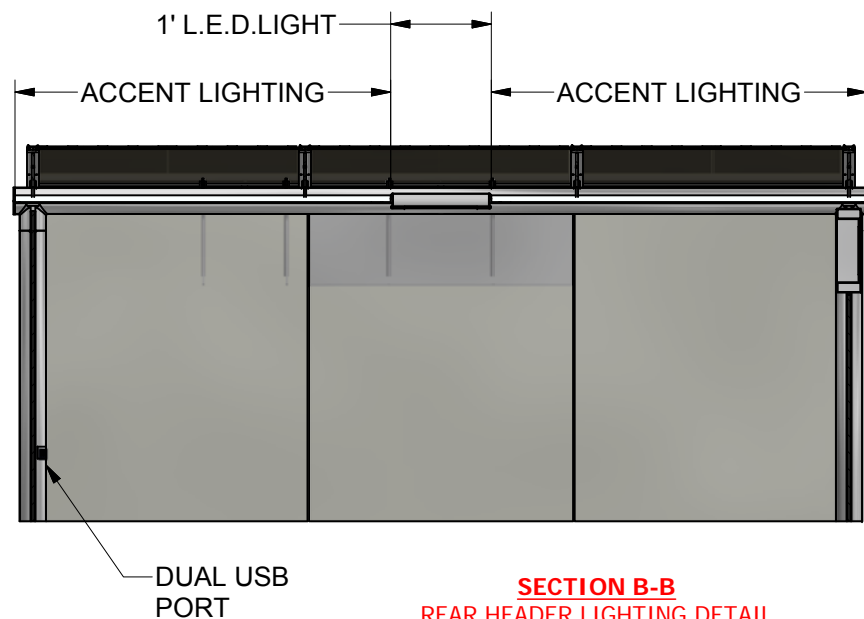 1' L.E.D.LIGHT
ACCENT LIGHTING
ACCENT LIGHTING
DUAL USB
PORT
SECTION B-B
REAR HEADER LIGHTING DETAIL